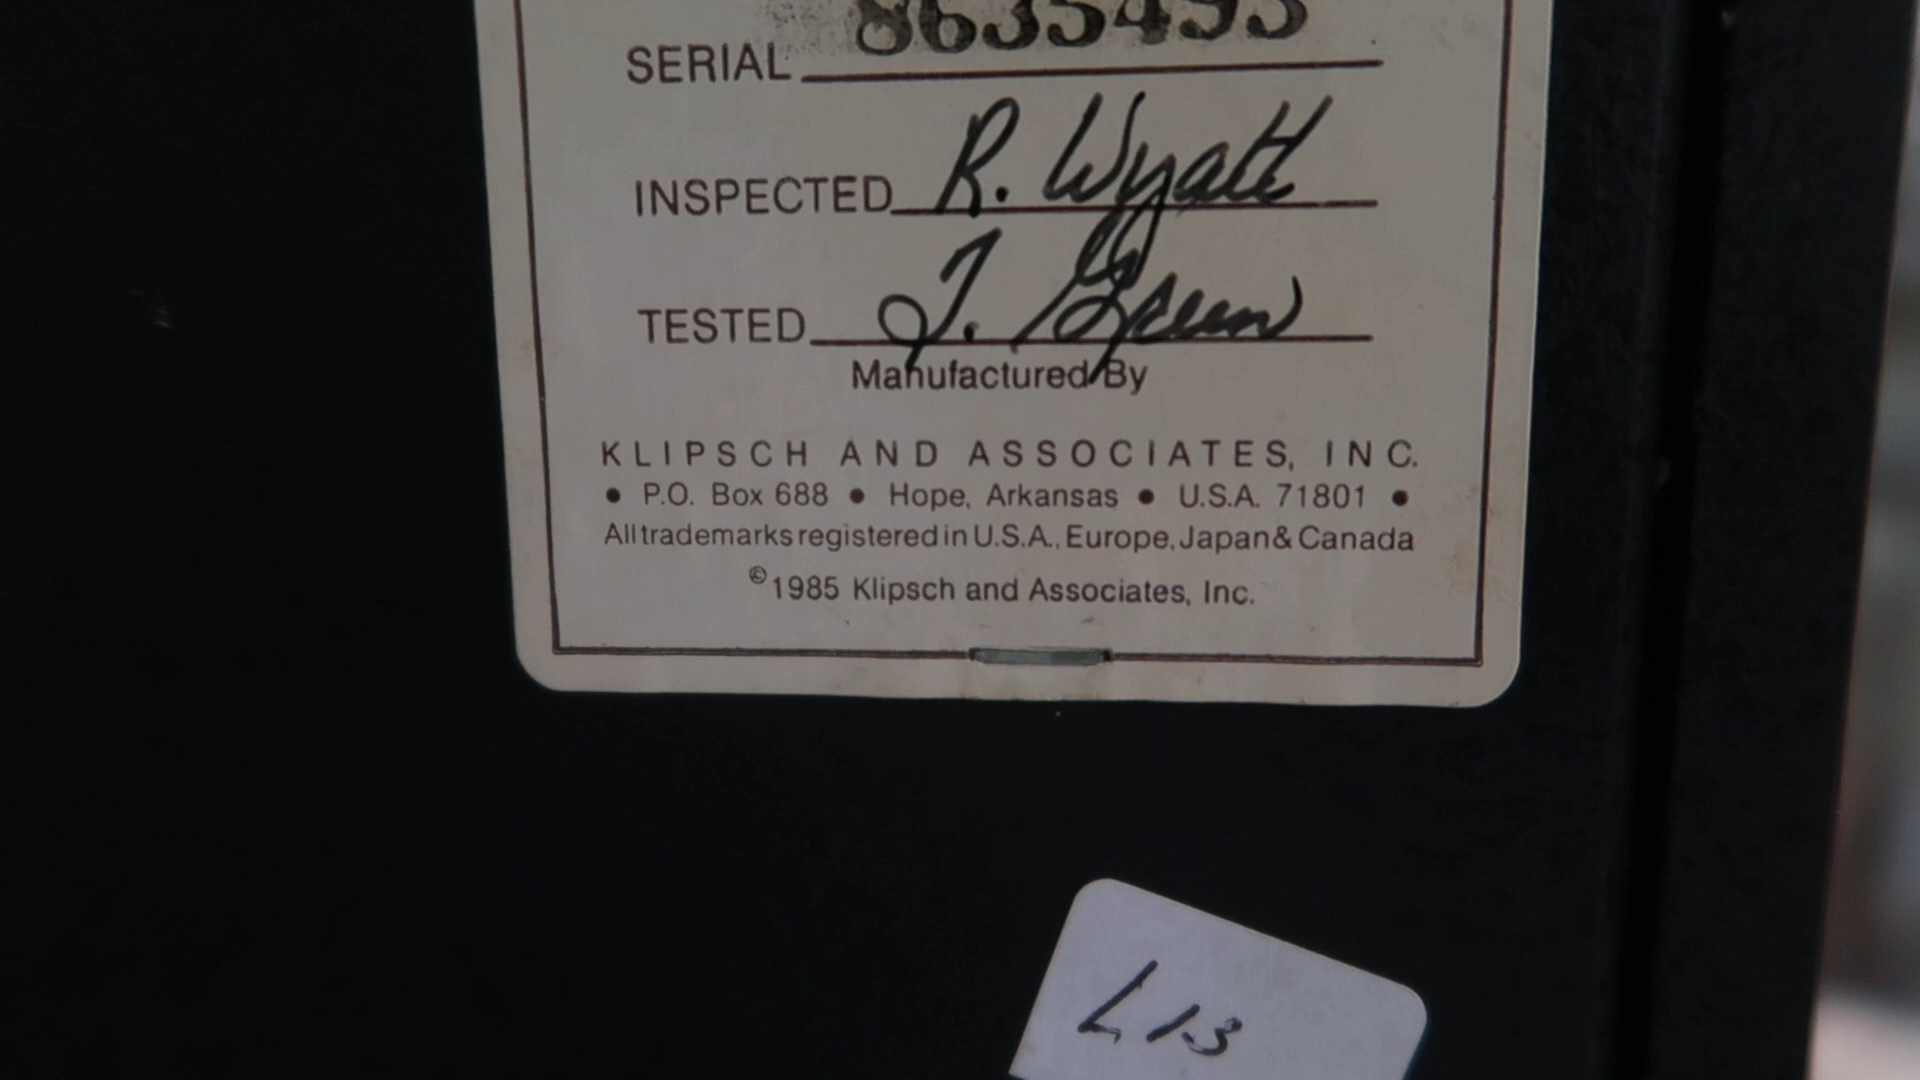 SERIAL 8635493
INSPECTED R. Wyatt
TESTED J. Green
Manufactured By
KLIPSCH AND ASSOCIATES, INC.
• P.O. Box 688 • Hope, Arkansas • U.S.A. 71801 •
All trademarks registered in U.S.A., Europe, Japan & Canada
©1985 Klipsch and Associates, Inc.
L13